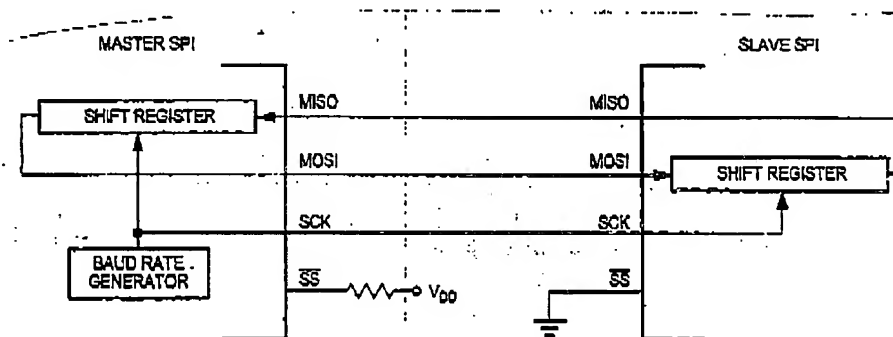 MASTER SPI
SLAVE SPI
SHIFT REGISTER
MISO
MISO
MOSI
MOSI
SHIFT REGISTER
SCK
SCK
BAUD RATE
GENERATOR
SS
VDD
SS